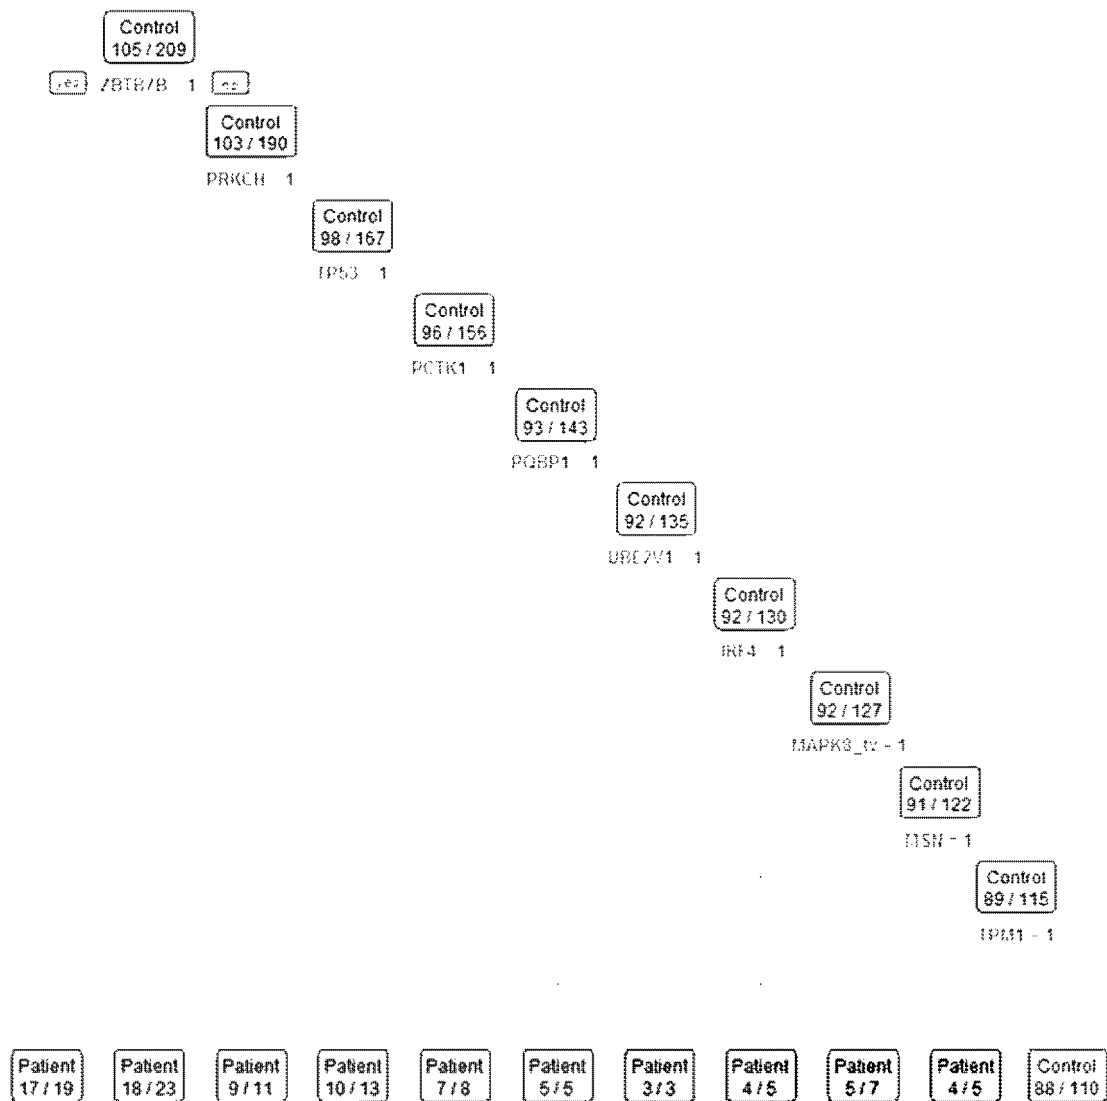 Control
105 / 209
yes ZBTB7B 1 no
Control
103 / 190
PRKCH 1
Control
98 / 167
TP53 1
Control
96 / 156
PCTK1 1
Control
93 / 143
PQBP1 1
Control
92 / 135
UBE2V1 1
Control
92 / 130
IRF4 1
Control
92 / 127
MAPK3_tv - 1
Control
91 / 122
MSN - 1
Control
89 / 115
TPM1 - 1
Patient Patient Patient Patient Patient Patient Patient Patient Patient Patient Control
17 / 19 18 / 23 9 / 11 10 / 13 7 / 8 5 / 5 3 / 3 4 / 5 5 / 7 4 / 5 88 / 110